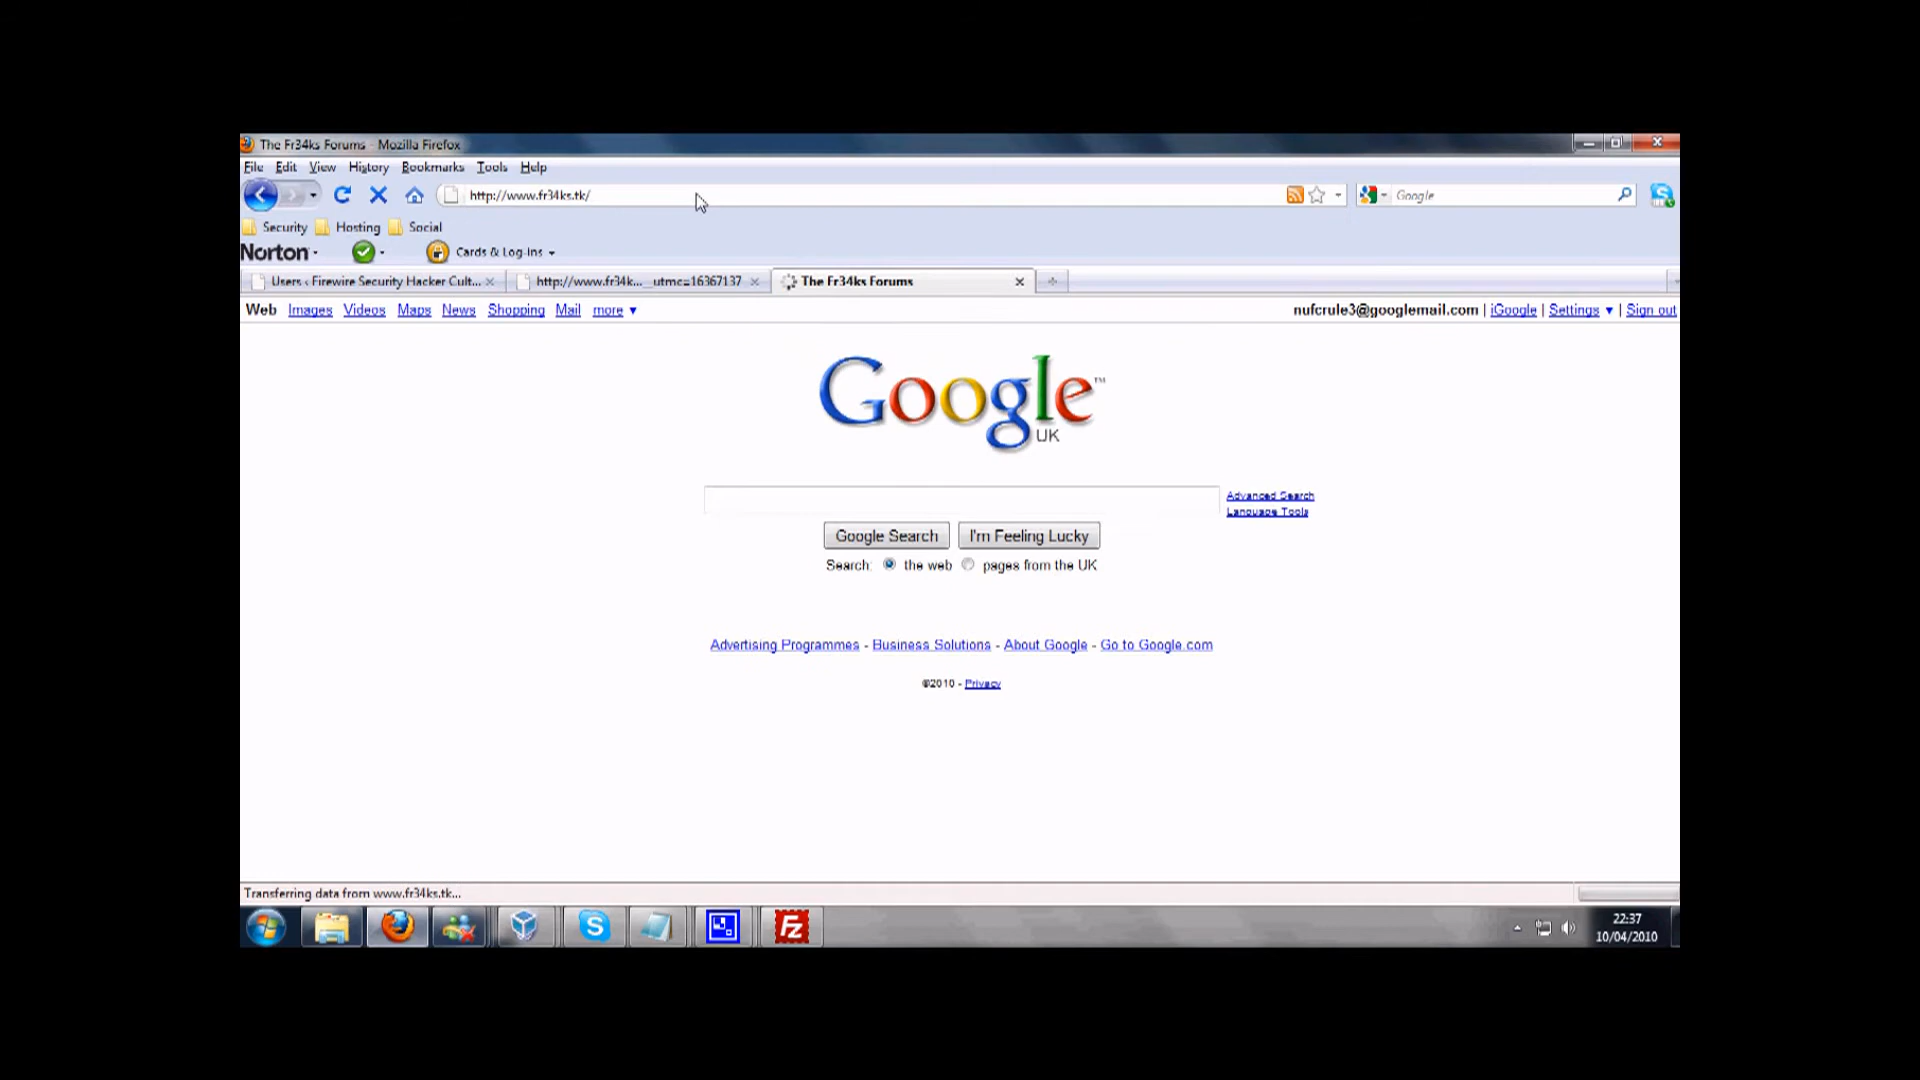 The Fr34ks Forums - Mozilla Firefox
File Edit View History Bookmarks Tools Help
http://www.fr34ks.tk/ Google
Security Hosting Social
Norton Cards & Log-ins
Users ‹ Firewire Security Hacker Cult... http://www.fr34k..._utmc=16367137 The Fr34ks Forums
Web Images Videos Maps News Shopping Mail more ▼ nufcrule3@googlemail.com | iGoogle | Settings ▼ | Sign out
Google™
UK
Advanced Search
Language Tools
Google Search I'm Feeling Lucky
Search: the web pages from the UK
Advertising Programmes - Business Solutions - About Google - Go to Google.com
©2010 - Privacy
Transferring data from www.fr34ks.tk...
S FZ
22:37
10/04/2010